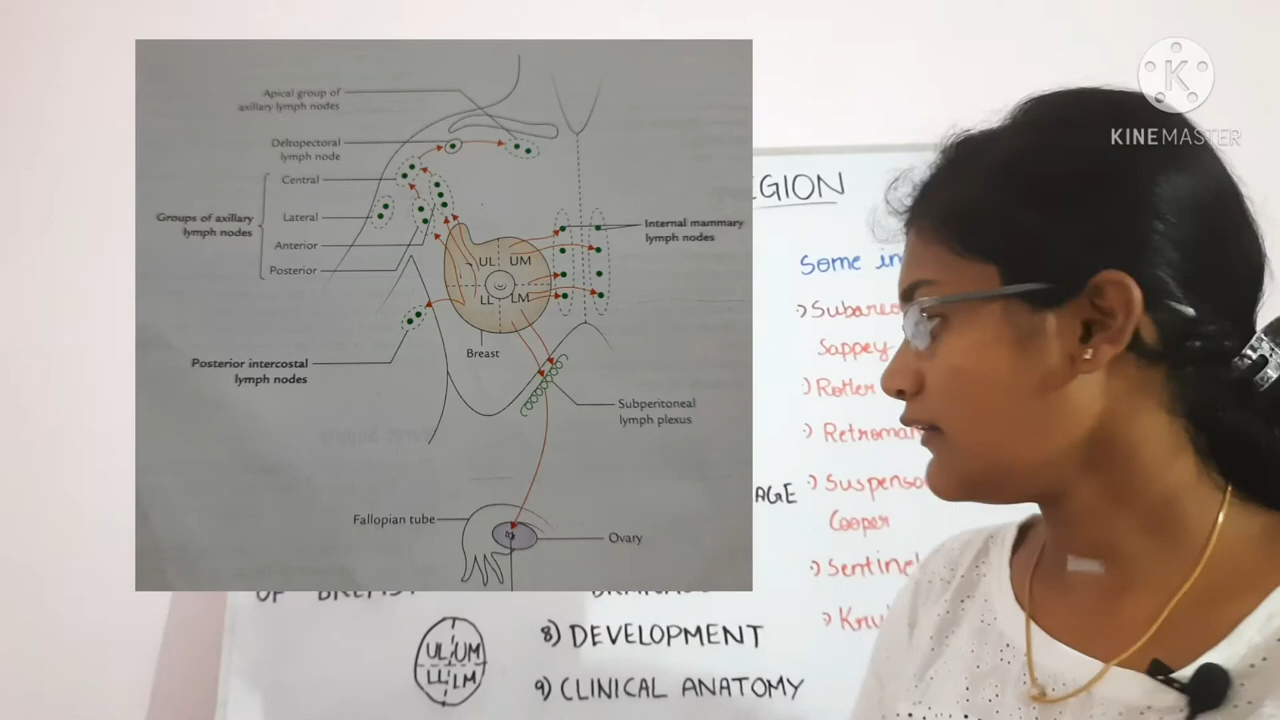 Apical group of
axillary lymph nodes
Deltopectoral
lymph node
Central
Groups of axillary
lymph nodes
Lateral
Anterior
Posterior
Internal mammary
lymph nodes
UL UM
LL LM
Breast
Posterior intercostal
lymph nodes
Subperitoneal
lymph plexus
Fallopian tube
Ovary
K
KINEMASTER
GION
Some in
Subareo
Sappey
Rotter
Retromam
AGE
Suspenso
Cooper
Sentinel
Kru
OF BREAST
8) DEVELOPMENT
9) CLINICAL ANATOMY
UL UM
LL LM